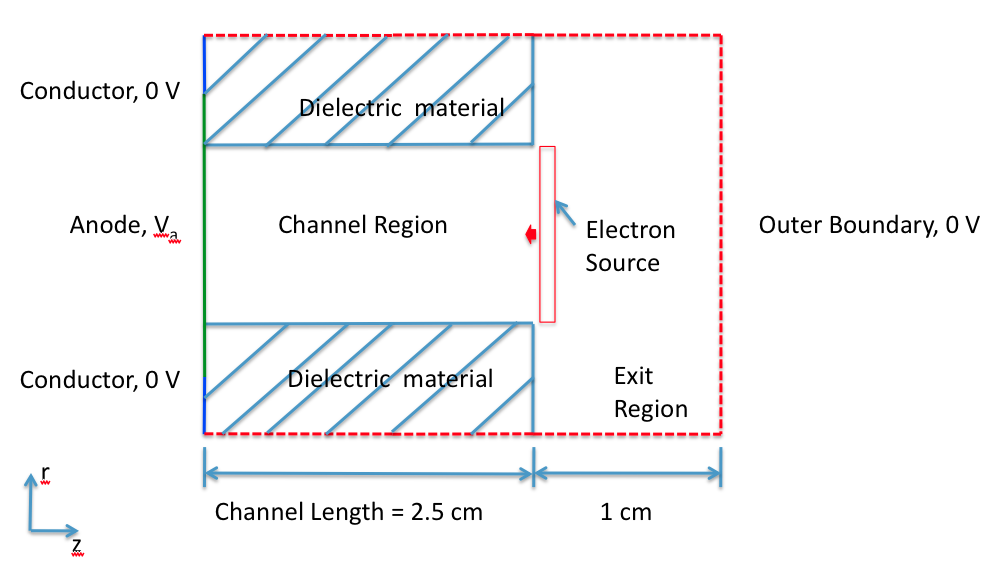 Conductor, 0 V
Dielectric material
Anode, Va
Channel Region
Electron
Source
Outer Boundary, 0 V
Conductor, 0 V
Dielectric material
Exit
Region
r
z
Channel Length = 2.5 cm
1 cm